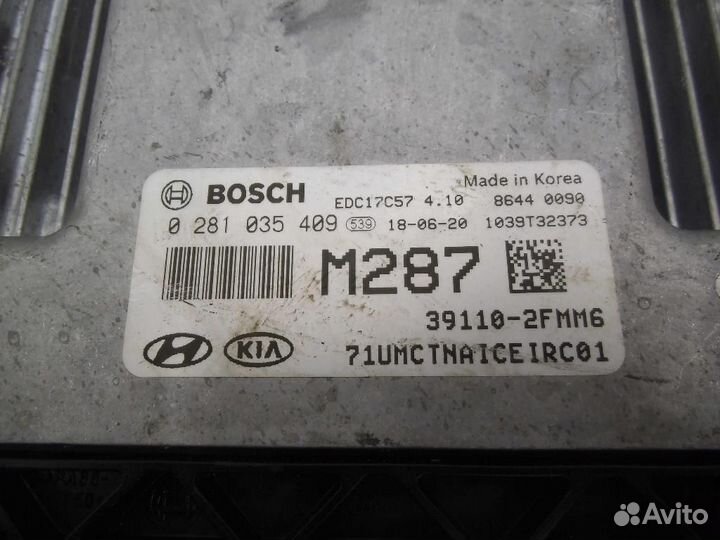 BOSCH
EDC17C57 4.10
Made in Korea
8644 0090
0 281 035 409 539 18-06-20 1039T32373
M287
39110-2FMM6
KIA
71UMCTNAICEIRC01
Avito